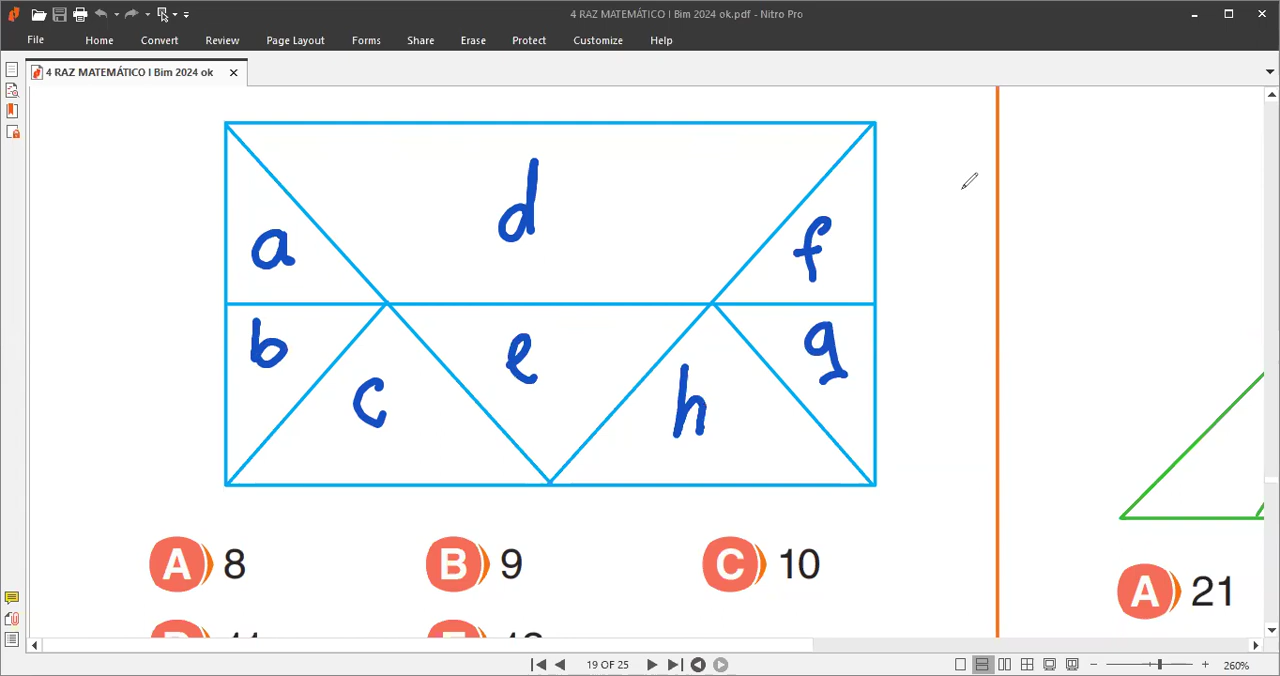 4 RAZ MATEMÁTICO I Bim 2024 ok.pdf - Nitro Pro
File Home Convert Review Page Layout Forms Share Erase Protect Customize Help
4 RAZ MATEMÁTICO I Bim 2024 ok
d
a
f
b
e
g
c
h
A 8
B 9
C 10
A 21
19 OF 25
260%